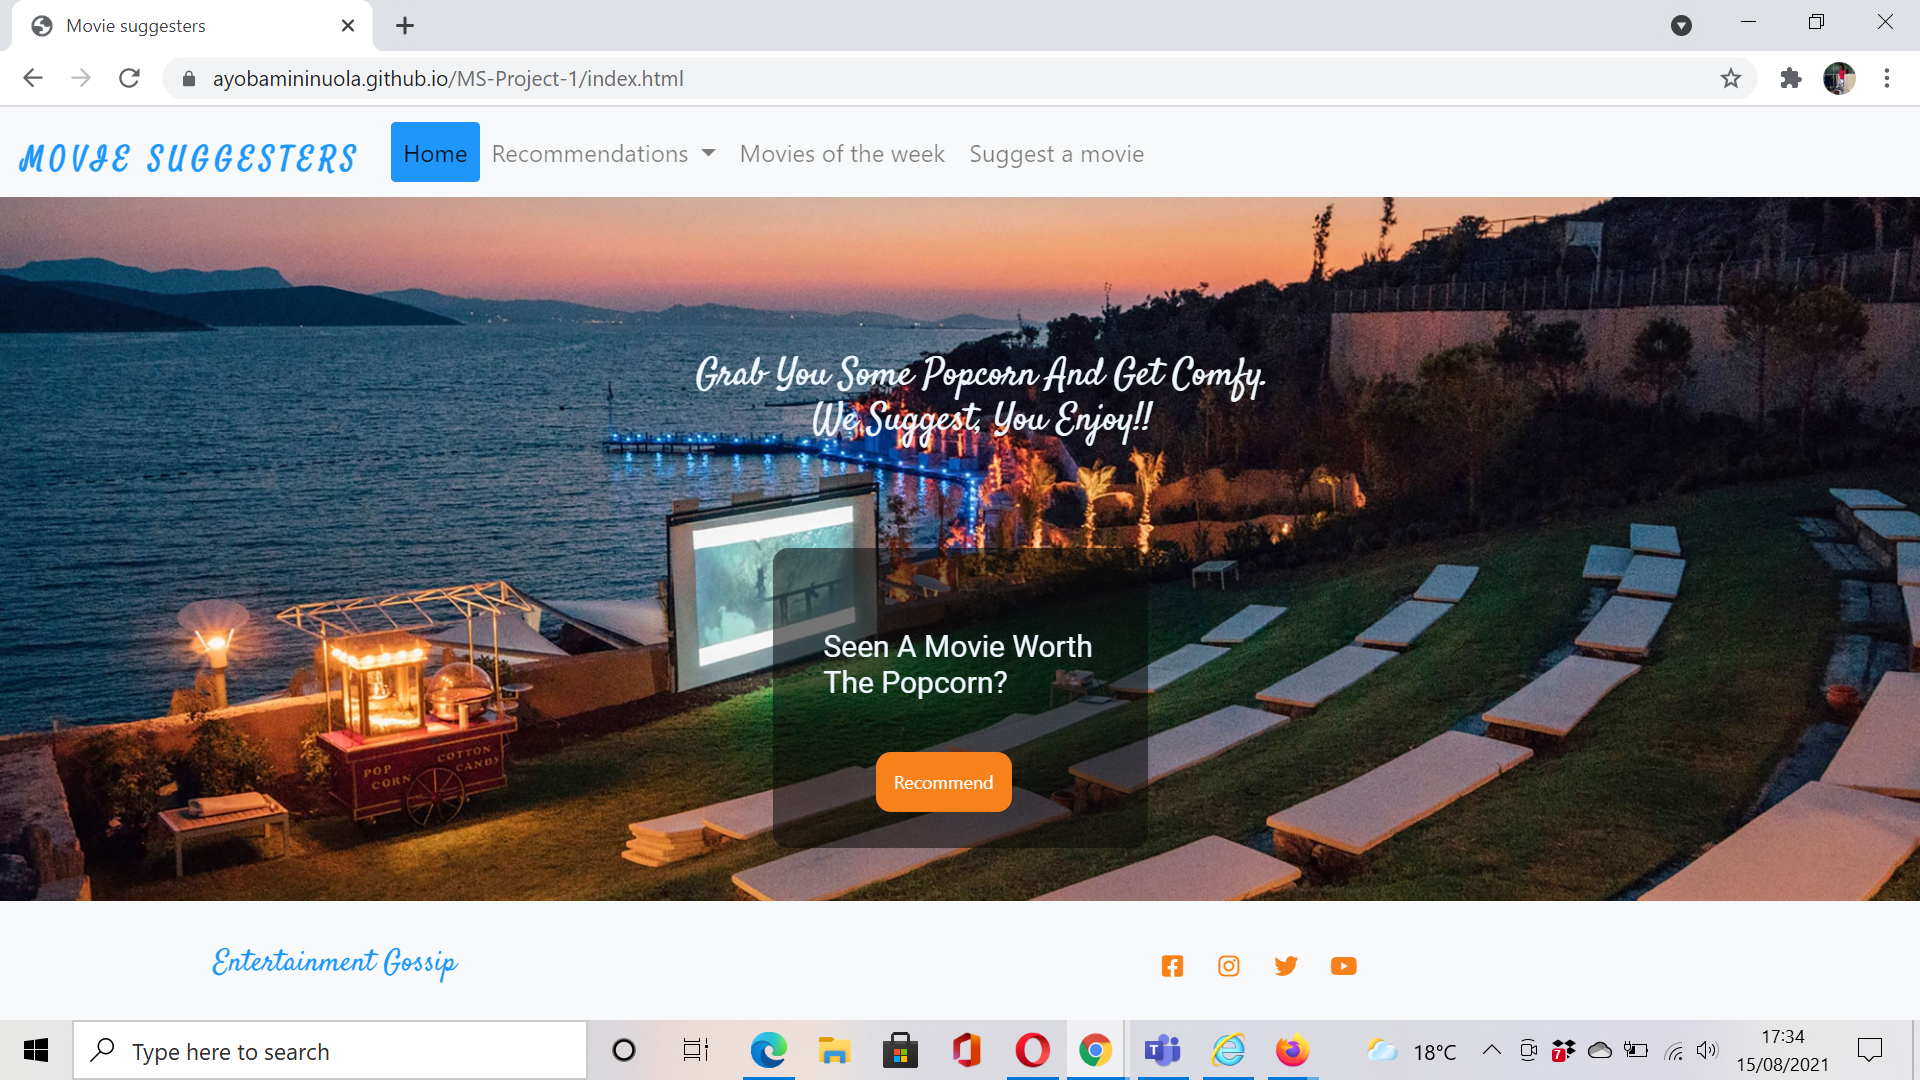 Movie suggesters
ayobamininuola.github.io/MS-Project-1/index.html
MOVIE SUGGESTERS
Home
Recommendations
Movies of the week
Suggest a movie
Grab You Some Popcorn And Get Comfy.
We Suggest, You Enjoy!!
Seen A Movie Worth
The Popcorn?
Recommend
POP
CORN
COTTON
CANDY
Entertainment Gossip
Type here to search
T
7
18°C
17:34
15/08/2021